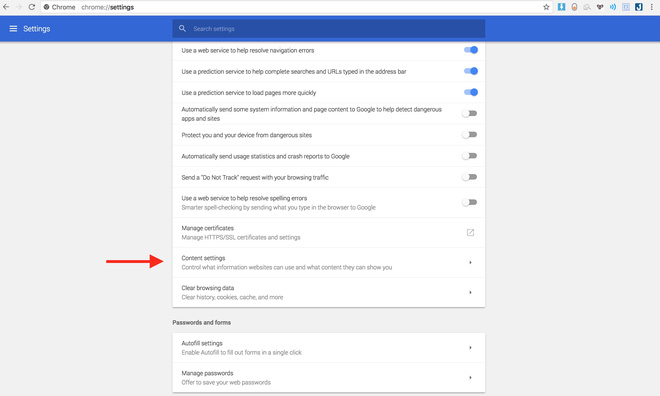 Chrome
chrome://settings
Settings
Search settings
Use a web service to help resolve navigation errors
Use a prediction service to help complete searches and URLs typed in the address bar
Use a prediction service to load pages more quickly
Automatically send some system information and page content to Google to help detect dangerous
apps and sites
Protect you and your device from dangerous sites
Automatically send usage statistics and crash reports to Google
Send a "Do Not Track" request with your browsing traffic
Use a web service to help resolve spelling errors
Smarter spell-checking by sending what you type in the browser to Google
Manage certificates
Manage HTTPS/SSL certificates and settings
Content settings
Control what information websites can use and what content they can show you
Clear browsing data
Clear history, cookies, cache, and more
Passwords and forms
Autofill settings
Enable Autofill to fill out forms in a single click
Manage passwords
Offer to save your web passwords